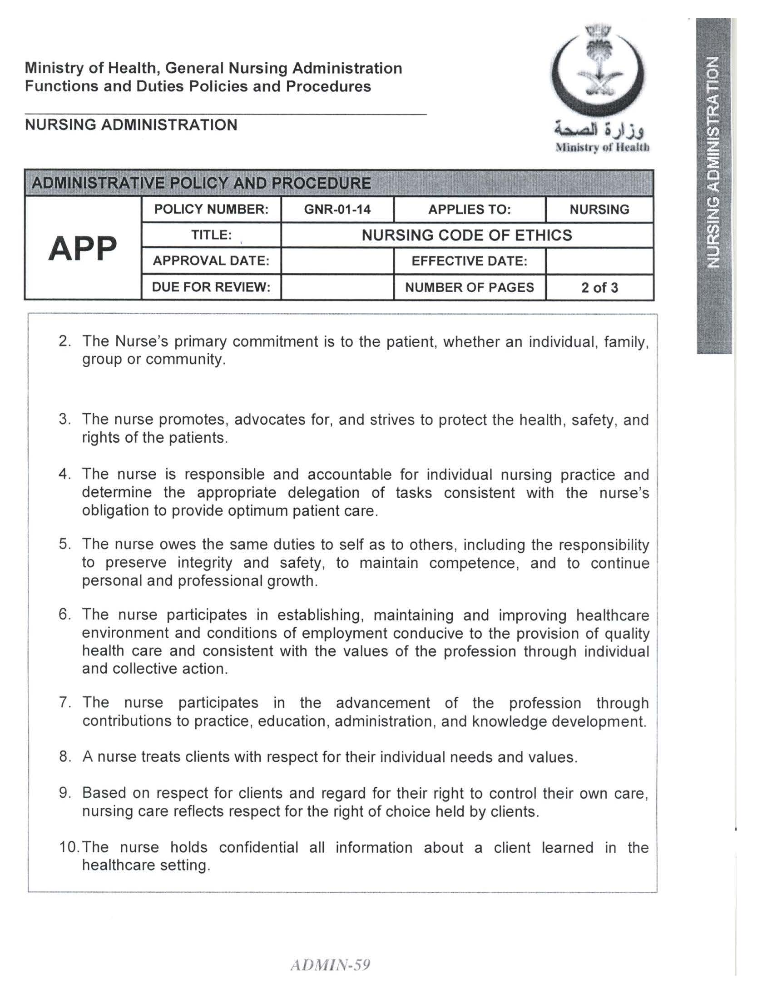 Ministry of Health, General Nursing Administration
Functions and Duties Policies and Procedures
NURSING ADMINISTRATION
وزارة الصحة
Ministry of Health
NURSING ADMINISTRATION
ADMINISTRATIVE POLICY AND PROCEDURE
APP
POLICY NUMBER: GNR-01-14 APPLIES TO: NURSING
TITLE: NURSING CODE OF ETHICS
APPROVAL DATE: EFFECTIVE DATE:
DUE FOR REVIEW: NUMBER OF PAGES 2 of 3
2. The Nurse's primary commitment is to the patient, whether an individual, family,
group or community.
3. The nurse promotes, advocates for, and strives to protect the health, safety, and
rights of the patients.
4. The nurse is responsible and accountable for individual nursing practice and
determine the appropriate delegation of tasks consistent with the nurse's
obligation to provide optimum patient care.
5. The nurse owes the same duties to self as to others, including the responsibility
to preserve integrity and safety, to maintain competence, and to continue
personal and professional growth.
6. The nurse participates in establishing, maintaining and improving healthcare
environment and conditions of employment conducive to the provision of quality
health care and consistent with the values of the profession through individual
and collective action.
7. The nurse participates in the advancement of the profession through
contributions to practice, education, administration, and knowledge development.
8. A nurse treats clients with respect for their individual needs and values.
9. Based on respect for clients and regard for their right to control their own care,
nursing care reflects respect for the right of choice held by clients.
10. The nurse holds confidential all information about a client learned in the
healthcare setting.
ADMIN-59